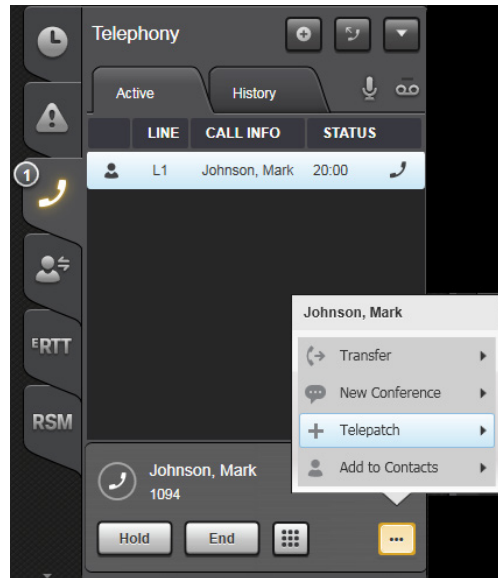 Telephony
Active
History
LINE CALL INFO STATUS
1
L1 Johnson, Mark 20:00
Johnson, Mark
Transfer
New Conference
ERTT
Telepatch
RSM
Add to Contacts
Johnson, Mark
1094
Hold
End
...